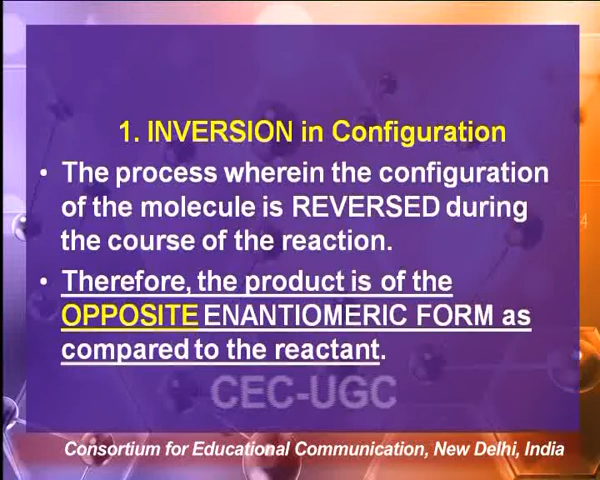 1. INVERSION in Configuration
• The process wherein the configuration
of the molecule is REVERSED during
the course of the reaction.
• Therefore, the product is of the
OPPOSITE ENANTIOMERIC FORM as
compared to the reactant.
CEC-UGC
Consortium for Educational Communication, New Delhi, India